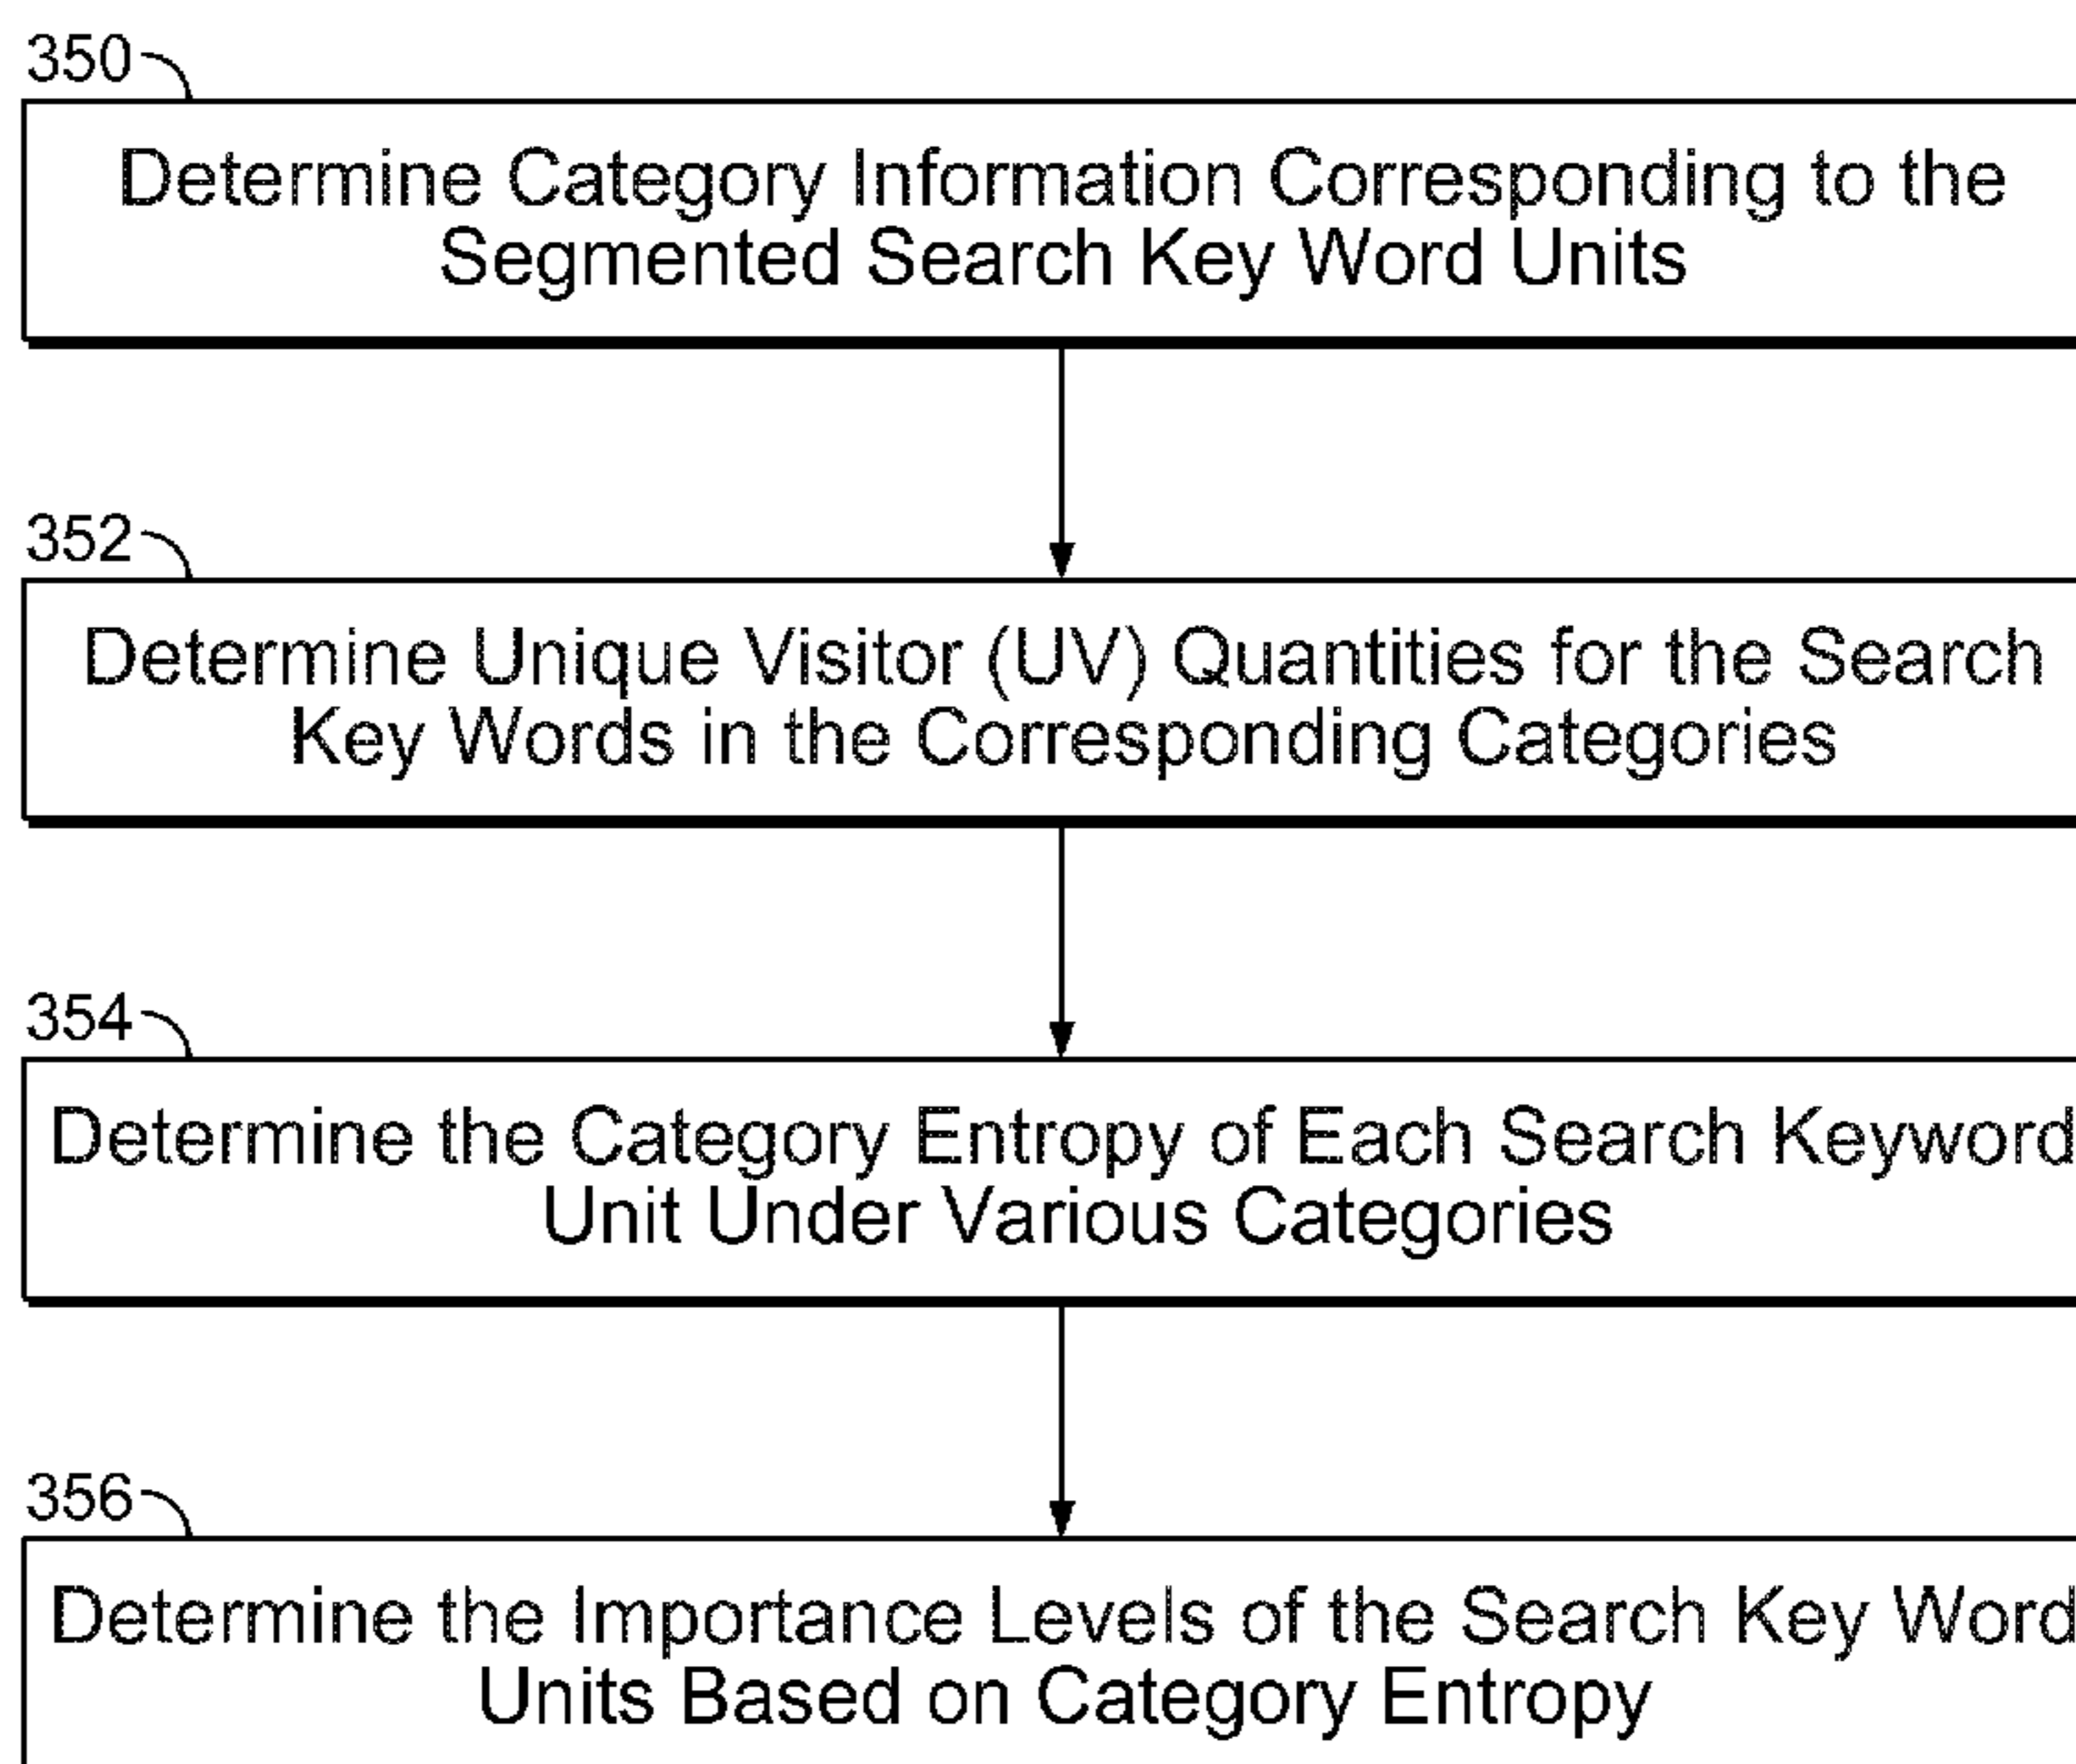 350
Determine Category Information Corresponding to the
Segmented Search Key Word Units
352
Determine Unique Visitor (UV) Quantities for the Search
Key Words in the Corresponding Categories
354
Determine the Category Entropy of Each Search Keyword
Unit Under Various Categories
356
Determine the Importance Levels of the Search Key Word
Units Based on Category Entropy